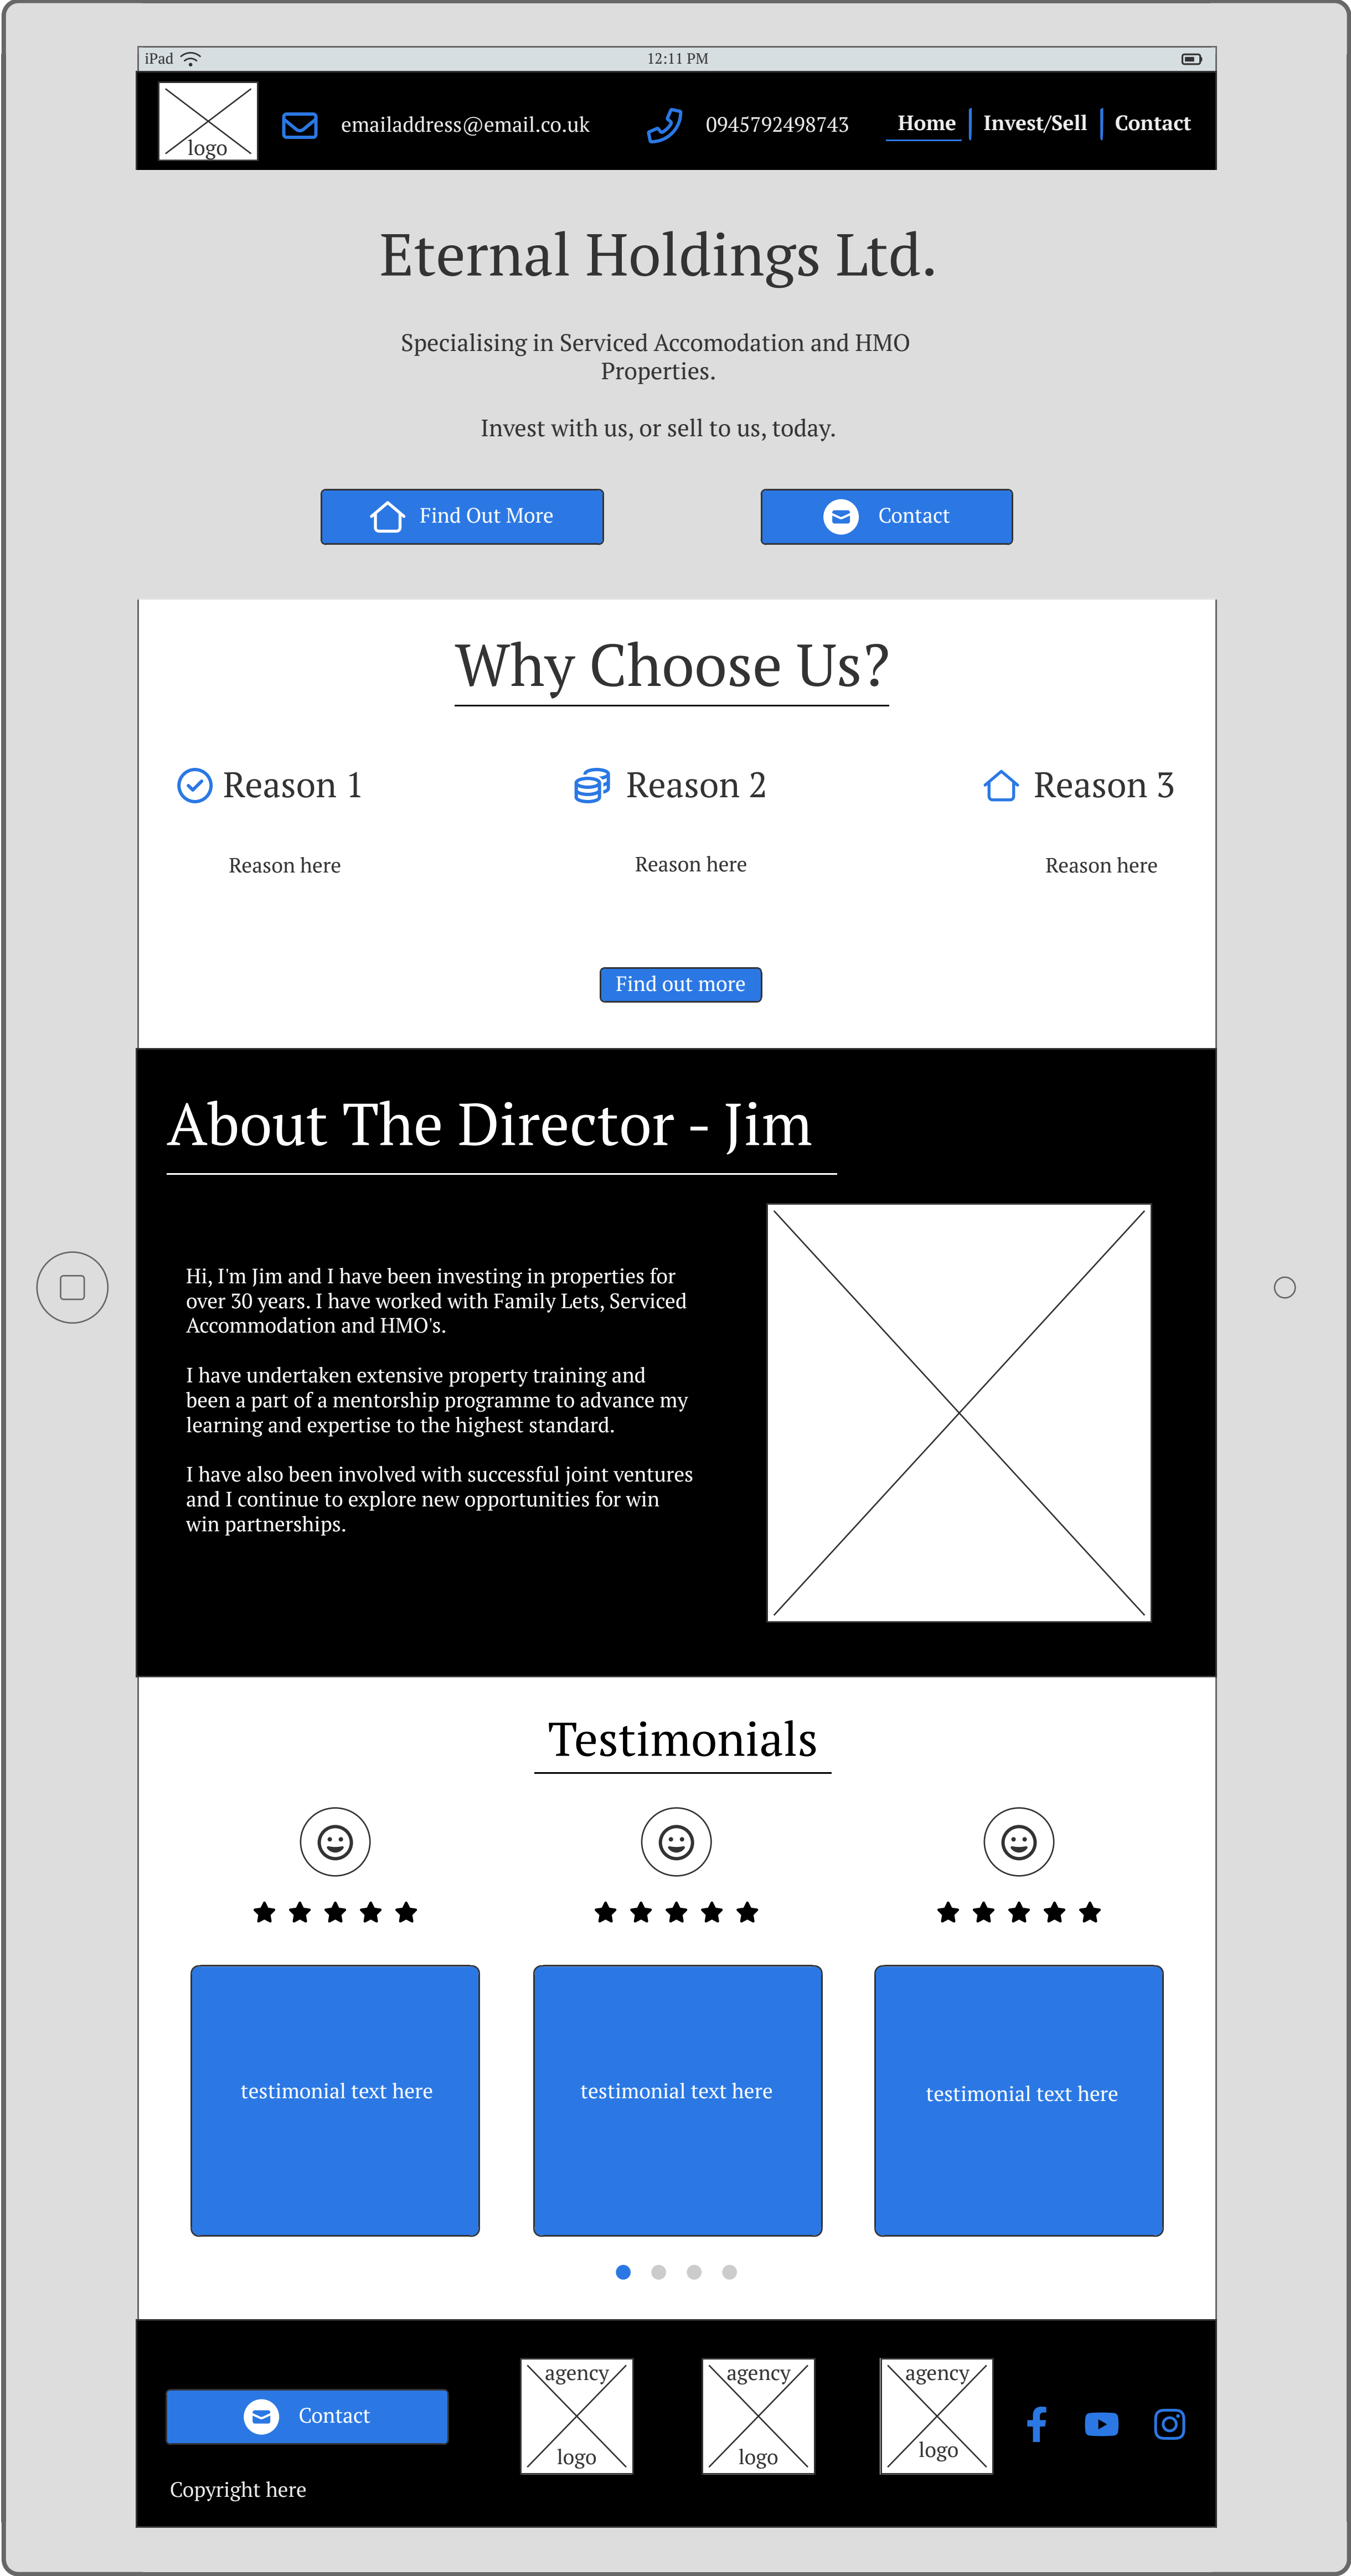 iPad
12:11 PM
logo
emailaddress@email.co.uk
0945792498743
Home
Invest/Sell
Contact
Eternal Holdings Ltd.
Specialising in Serviced Accomodation and HMO
Properties.
Invest with us, or sell to us, today.
Find Out More
Contact
Why Choose Us?
Reason 1
Reason 2
Reason 3
Reason here
Reason here
Reason here
Find out more
About The Director - Jim
Hi, I'm Jim and I have been investing in properties for
over 30 years. I have worked with Family Lets, Serviced
Accommodation and HMO's.
I have undertaken extensive property training and
been a part of a mentorship programme to advance my
learning and expertise to the highest standard.
I have also been involved with successful joint ventures
and I continue to explore new opportunities for win
win partnerships.
Testimonials
testimonial text here
testimonial text here
testimonial text here
Contact
Copyright here
agency
logo
agency
logo
agency
logo